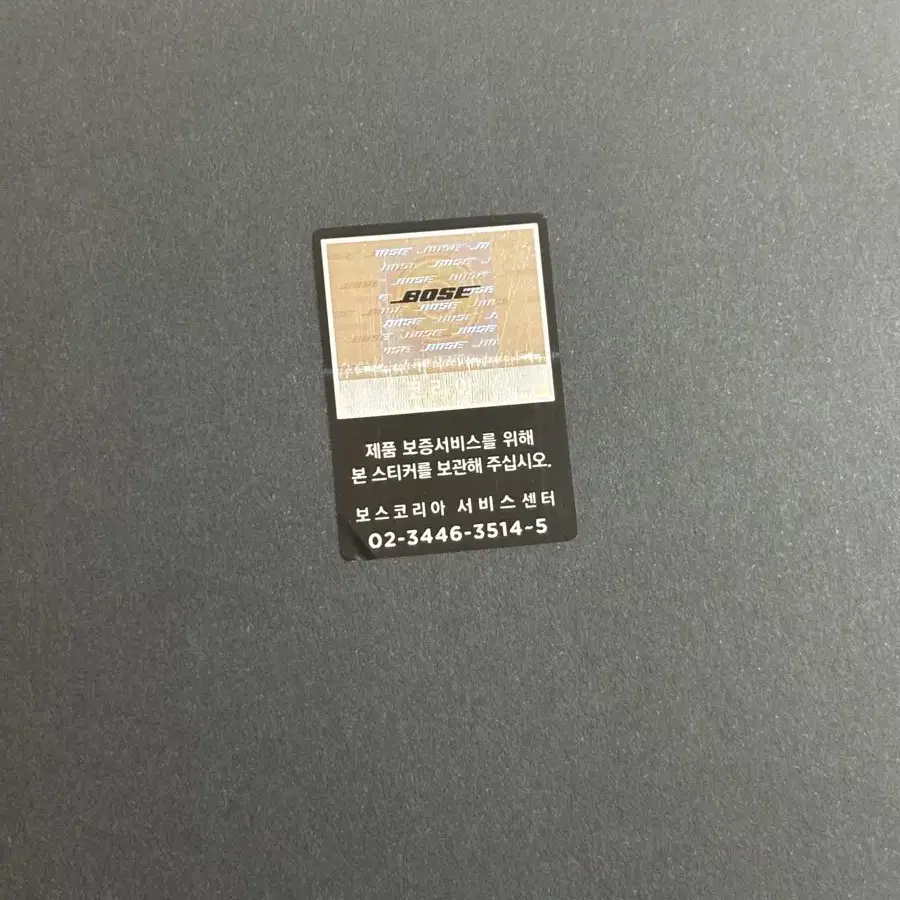 BOSE
제품 보증서비스를 위해
본 스티커를 보관해 주십시오.
보스코리아 서비스 센터
02-3446-3514~5